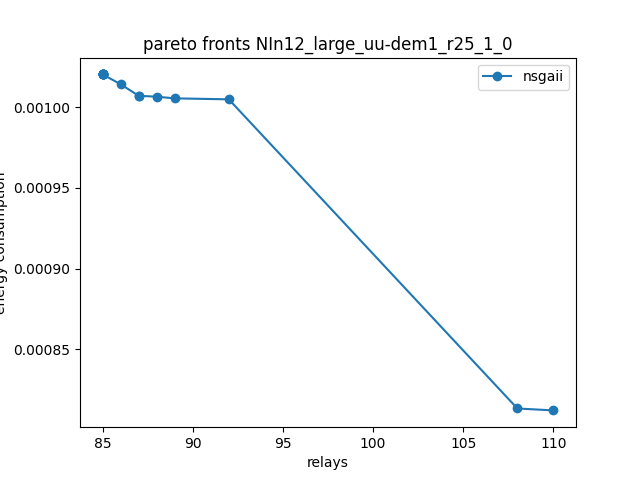 pareto fronts NIn12_large_uu-dem1_r25_1_0
nsgaii
0.00100
0.00095
0.00090
0.00085
energy consumption
85 90 95 100 105 110
relays